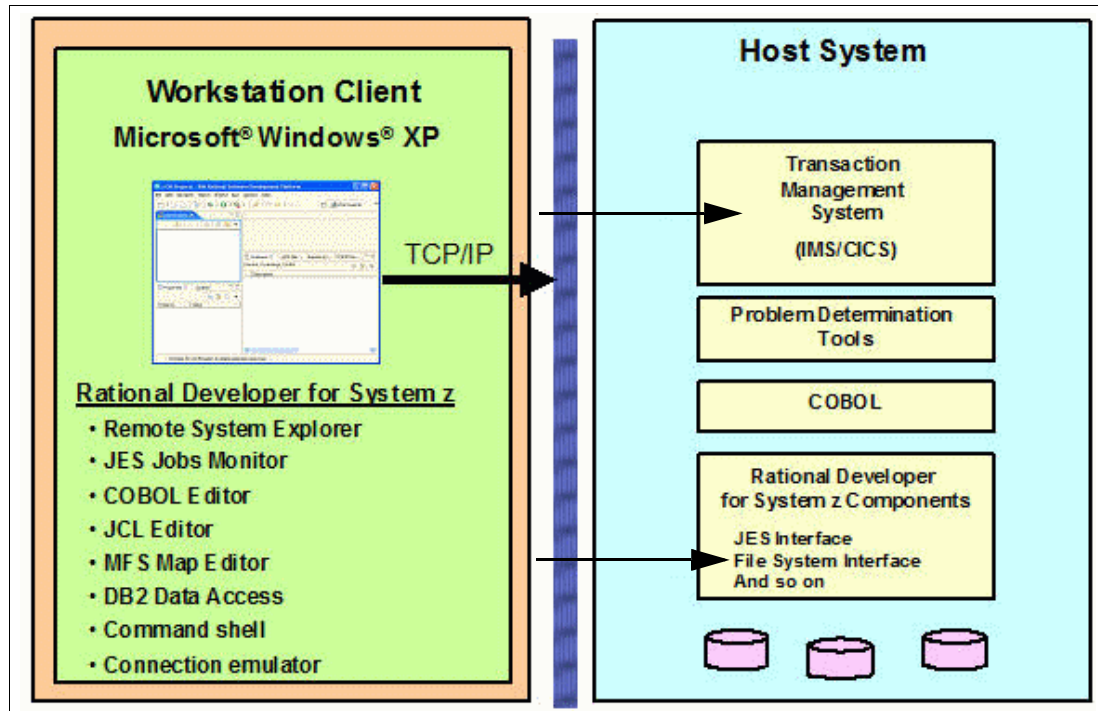 Workstation Client
Microsoft® Windows® XP
TCP/IP
Rational Developer for System z
• Remote System Explorer
• JES Jobs Monitor
• COBOL Editor
• JCL Editor
• MFS Map Editor
• DB2 Data Access
• Command shell
• Connection emulator
Host System
Transaction
Management
System
(IMS/CICS)
Problem Determination
Tools
COBOL
Rational Developer
for System z Components
JES Interface
File System Interface
And so on